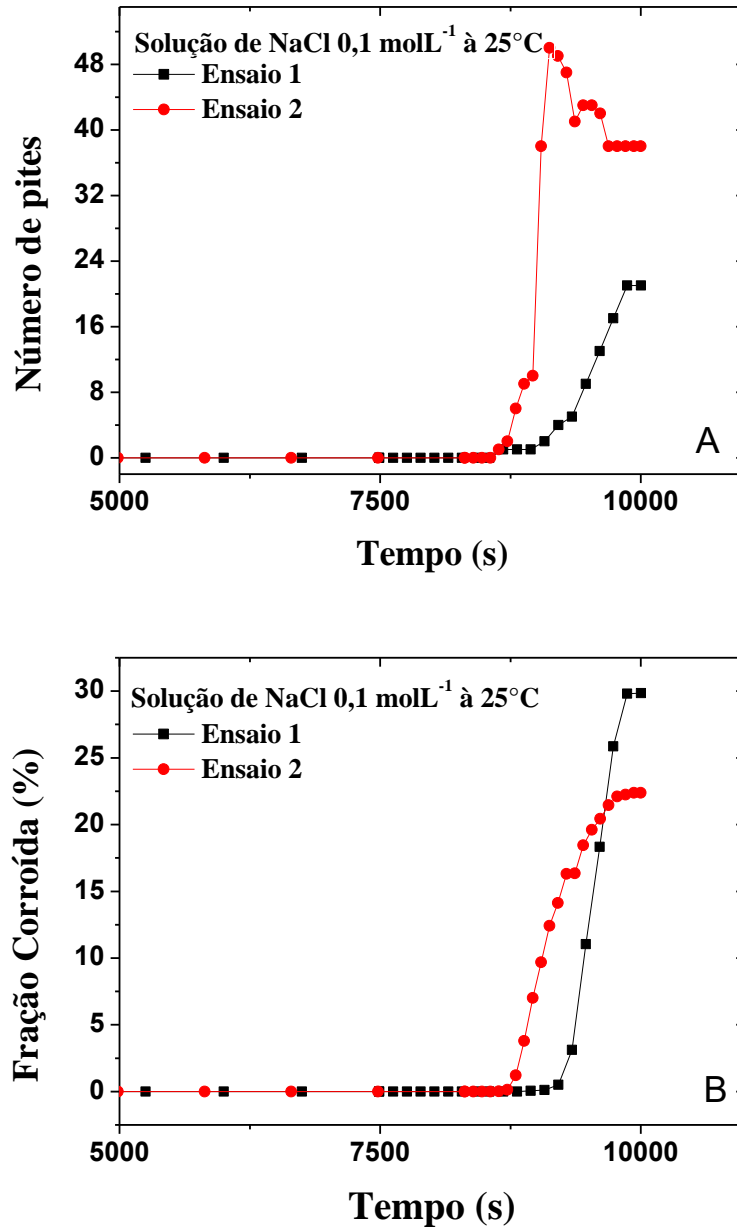 Solução de NaCl 0,1 molL⁻¹ à 25°C
Ensaio 1
Ensaio 2
48
40
32
24
16
8
0
Número de pites
A
5000 7500 10000
Tempo (s)
Solução de NaCl 0,1 molL⁻¹ à 25°C
Ensaio 1
Ensaio 2
30
25
20
15
10
5
0
Fração Corroída (%)
B
5000 7500 10000
Tempo (s)